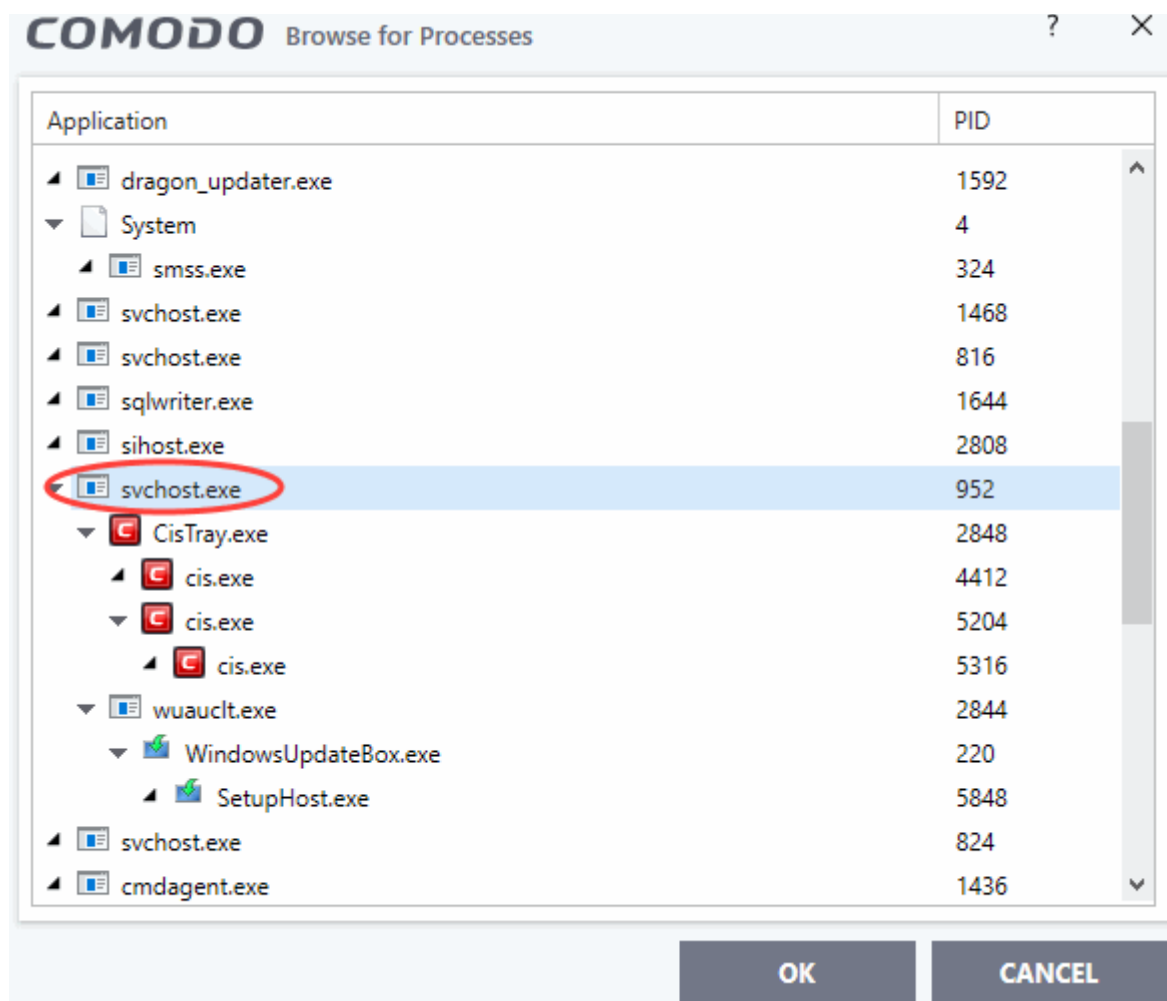 COMODO Browse for Processes ? ×
Application PID
dragon_updater.exe 1592
System 4
smss.exe 324
svchost.exe 1468
svchost.exe 816
sqlwriter.exe 1644
sihost.exe 2808
svchost.exe 952
CisTray.exe 2848
cis.exe 4412
cis.exe 5204
cis.exe 5316
wuauclt.exe 2844
WindowsUpdateBox.exe 220
SetupHost.exe 5848
svchost.exe 824
cmdagent.exe 1436
OK CANCEL